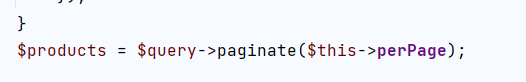 }
$products = $query->paginate($this->perPage);